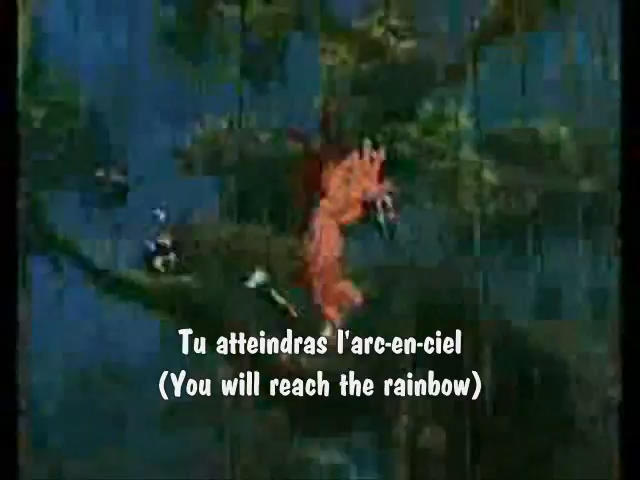 Tu atteindras l'arc-en-ciel
(You will reach the rainbow)